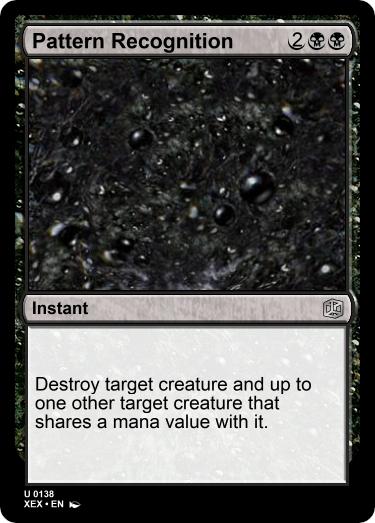 Pattern Recognition 2
Instant
Destroy target creature and up to
one other target creature that
shares a mana value with it.
U 0138
XEX • EN